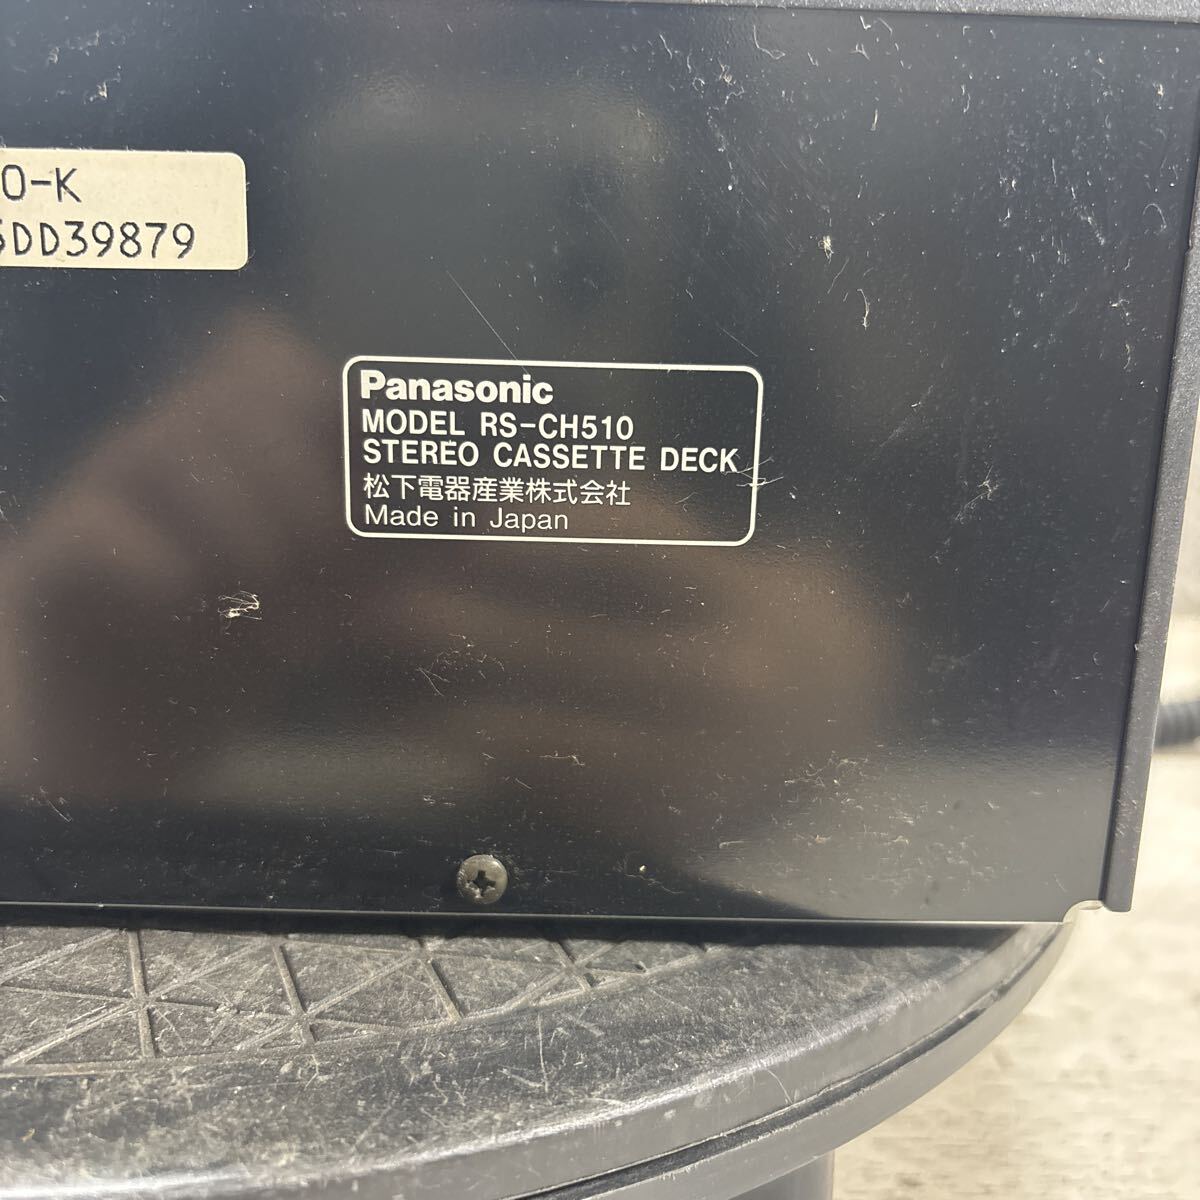 0-K
5DD39879
Panasonic
MODEL RS-CH510
STEREO CASSETTE DECK
松下電器産業株式会社
Made in Japan